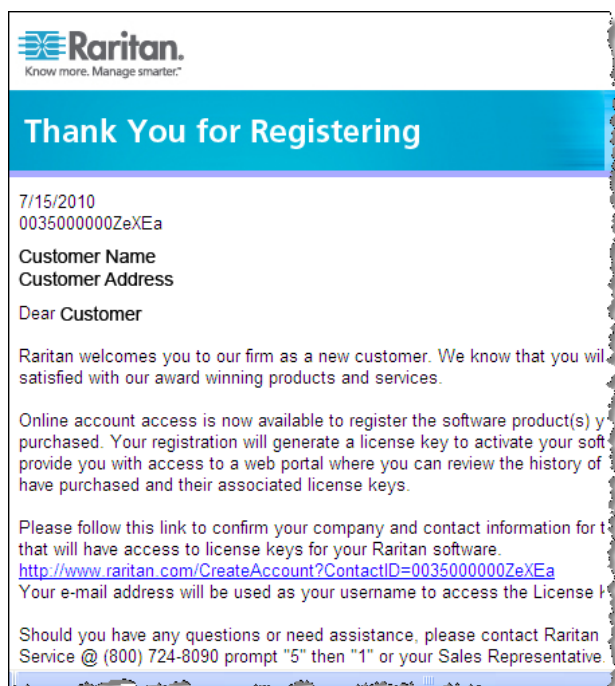 Raritan.
Know more. Manage smarter.™
Thank You for Registering
7/15/2010
0035000000ZeXEa
Customer Name
Customer Address
Dear Customer
Raritan welcomes you to our firm as a new customer. We know that you
satisfied with our award winning products and services.
Online account access is now available to register the software product(s)
purchased. Your registration will generate a license key to activate your
provide you with access to a web portal where you can review the history of
have purchased and their associated license keys.
Please follow this link to confirm your company and contact information for
that will have access to license keys for your Raritan software.
http://www.raritan.com/CreateAccount?ContactID=0035000000ZeXEa
Your e-mail address will be used as your username to access the License
Should you have any questions or need assistance, please contact Raritan
Service @ (800) 724-8090 prompt "5" then "1" or your Sales Representative.